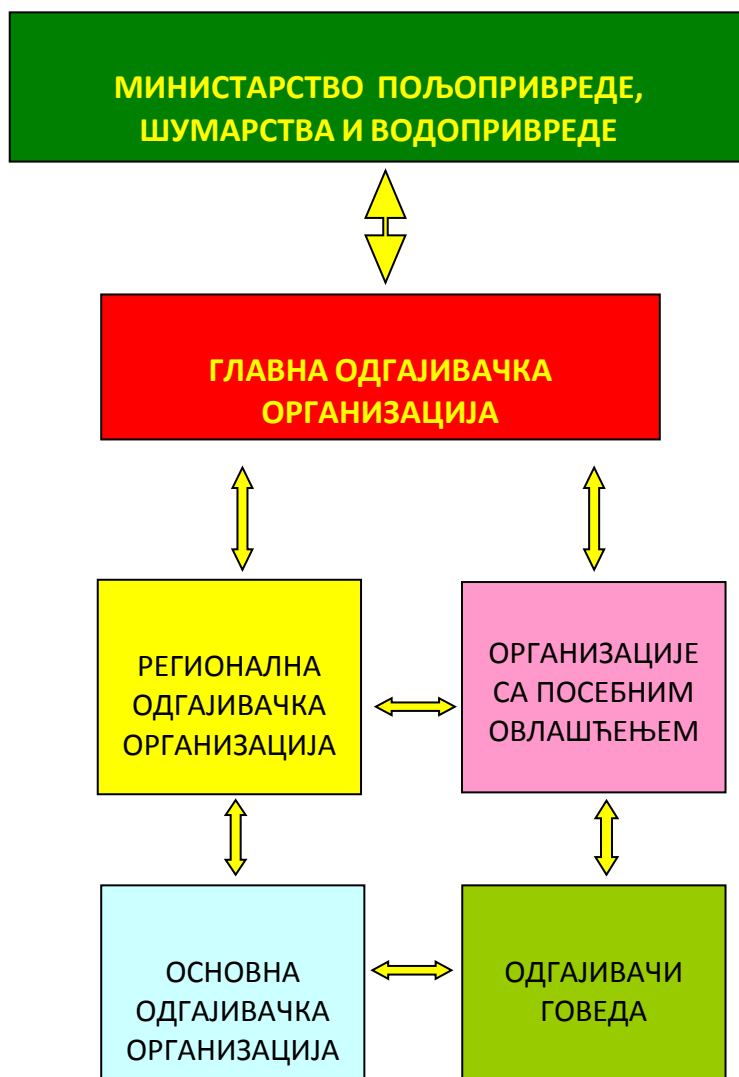 МИНИСТАРСТВО ПОЉОПРИВРЕДЕ,
ШУМАРСТВА И ВОДОПРИВРЕДЕ
ГЛАВНА ОДГАЈИВАЧКА
ОРГАНИЗАЦИЈА
РЕГИОНАЛНА
ОДГАЈИВАЧКА
ОРГАНИЗАЦИЈА
ОРГАНИЗАЦИЈЕ
СА ПОСЕБНИМ
ОВЛАШЋЕЊЕМ
ОСНОВНА
ОДГАЈИВАЧКА
ОРГАНИЗАЦИЈА
ОДГАЈИВАЧИ
ГОВЕДА